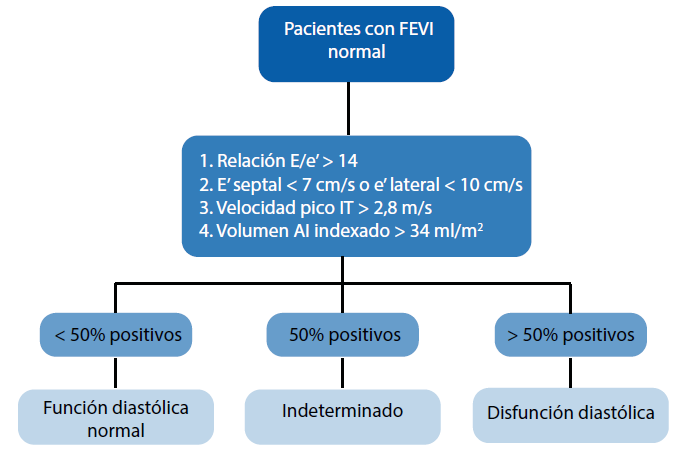 Pacientes con FEVI
normal
1. Relación E/e’ > 14
2. E’ septal < 7 cm/s o e’ lateral < 10 cm/s
3. Velocidad pico IT > 2,8 m/s
4. Volumen AI indexado > 34 ml/m²
< 50% positivos
50% positivos
> 50% positivos
Función diastólica
normal
Indeterminado
Disfunción diastólica